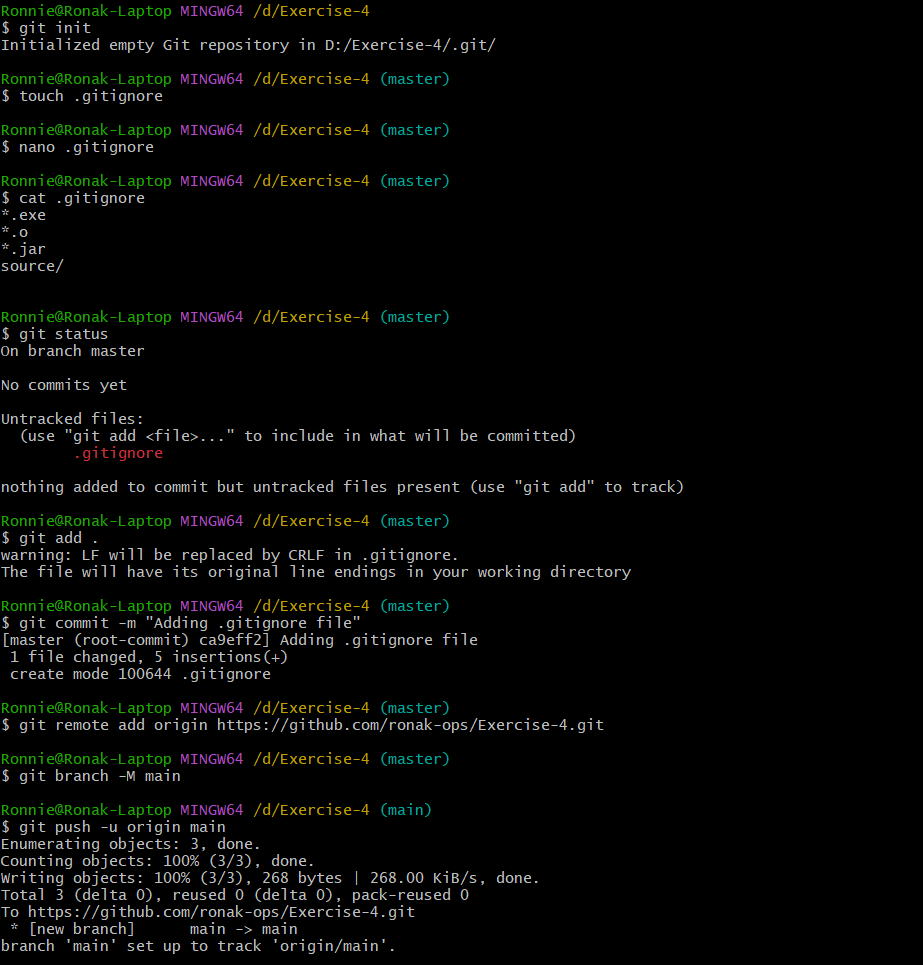 Ronnie@Ronak-Laptop MINGW64 /d/Exercise-4
$ git init
Initialized empty Git repository in D:/Exercise-4/.git/
Ronnie@Ronak-Laptop MINGW64 /d/Exercise-4 (master)
$ touch .gitignore
Ronnie@Ronak-Laptop MINGW64 /d/Exercise-4 (master)
$ nano .gitignore
Ronnie@Ronak-Laptop MINGW64 /d/Exercise-4 (master)
$ cat .gitignore
*.exe
*.o
*.jar
source/
Ronnie@Ronak-Laptop MINGW64 /d/Exercise-4 (master)
$ git status
On branch master
No commits yet
Untracked files:
  (use "git add <file>..." to include in what will be committed)
        .gitignore
nothing added to commit but untracked files present (use "git add" to track)
Ronnie@Ronak-Laptop MINGW64 /d/Exercise-4 (master)
$ git add .
warning: LF will be replaced by CRLF in .gitignore.
The file will have its original line endings in your working directory
Ronnie@Ronak-Laptop MINGW64 /d/Exercise-4 (master)
$ git commit -m "Adding .gitignore file"
[master (root-commit) ca9eff2] Adding .gitignore file
 1 file changed, 5 insertions(+)
 create mode 100644 .gitignore
Ronnie@Ronak-Laptop MINGW64 /d/Exercise-4 (master)
$ git remote add origin https://github.com/ronak-ops/Exercise-4.git
Ronnie@Ronak-Laptop MINGW64 /d/Exercise-4 (master)
$ git branch -M main
Ronnie@Ronak-Laptop MINGW64 /d/Exercise-4 (main)
$ git push -u origin main
Enumerating objects: 3, done.
Counting objects: 100% (3/3), done.
Writing objects: 100% (3/3), 268 bytes | 268.00 KiB/s, done.
Total 3 (delta 0), reused 0 (delta 0), pack-reused 0
To https://github.com/ronak-ops/Exercise-4.git
 * [new branch]      main -> main
branch 'main' set up to track 'origin/main'.